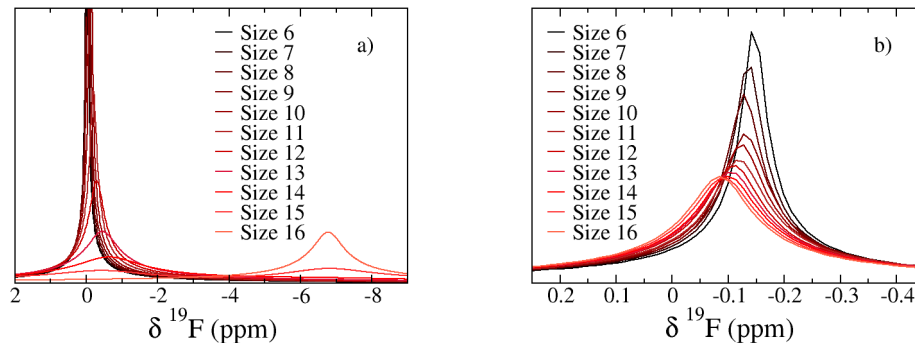 a)
Size 6
Size 7
Size 8
Size 9
Size 10
Size 11
Size 12
Size 13
Size 14
Size 15
Size 16
2 0 -2 -4 -6 -8
δ ¹⁹F (ppm)
b)
Size 6
Size 7
Size 8
Size 9
Size 10
Size 11
Size 12
Size 13
Size 14
Size 15
Size 16
0.2 0.1 0 -0.1 -0.2 -0.3 -0.4
δ ¹⁹F (ppm)